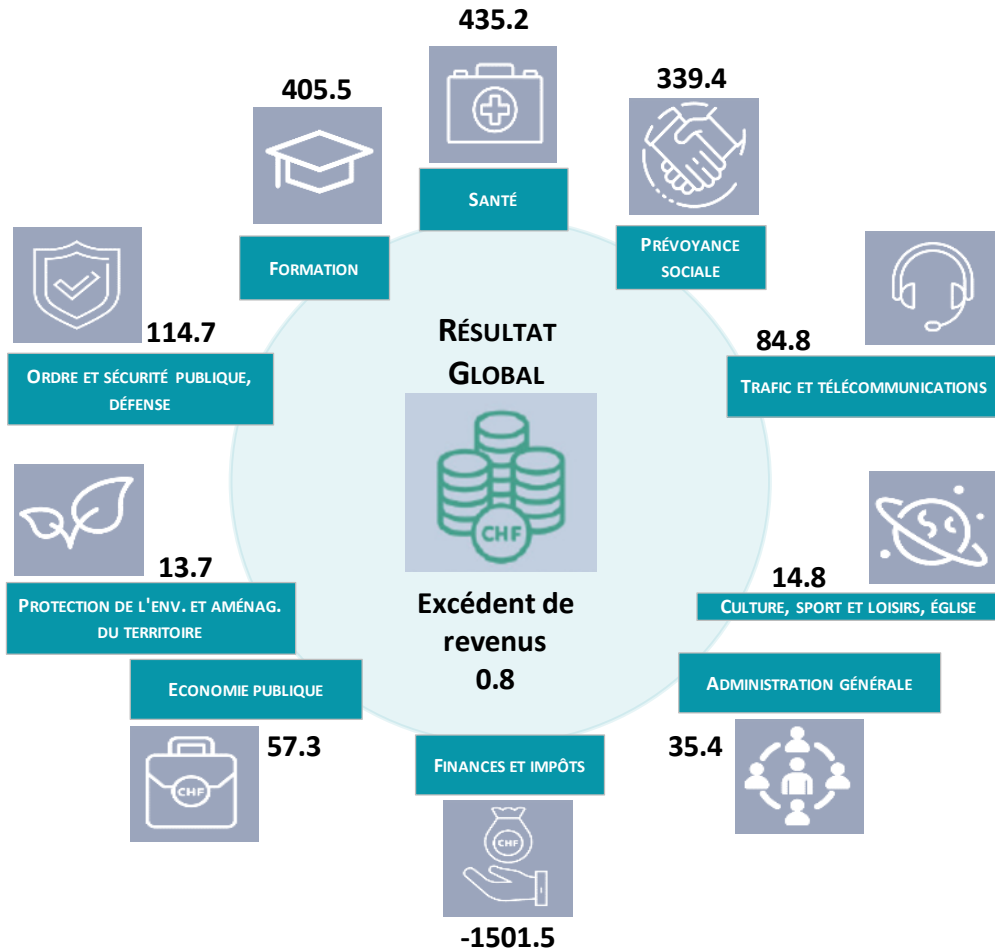 435.2
SANTÉ
405.5
FORMATION
339.4
PRÉVOYANCE
SOCIALE
114.7
ORDRE ET SÉCURITÉ PUBLIQUE,
DÉFENSE
84.8
TRAFIC ET TÉLÉCOMMUNICATIONS
RÉSULTAT
GLOBAL
CHF
Excédent de
revenus
0.8
13.7
PROTECTION DE L'ENV. ET AMÉNAG.
DU TERRITOIRE
14.8
CULTURE, SPORT ET LOISIRS, ÉGLISE
ECONOMIE PUBLIQUE
57.3
CHF
ADMINISTRATION GÉNÉRALE
35.4
FINANCES ET IMPÔTS
CHF
-1501.5